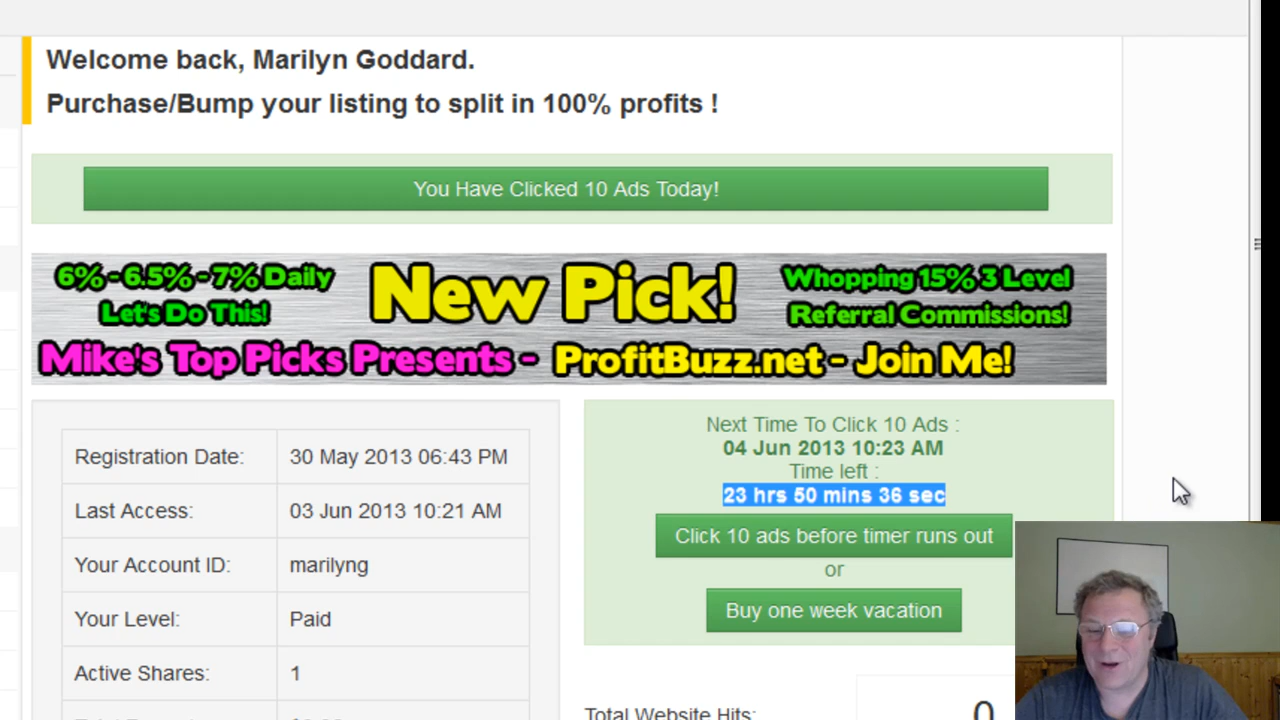 Welcome back, Marilyn Goddard.
Purchase/Bump your listing to split in 100% profits !
You Have Clicked 10 Ads Today!
6% - 6.5% - 7% Daily
Let's Do This!
New Pick!
Whopping 15% 3 Level
Referral Commissions!
Mike's Top Picks Presents - ProfitBuzz.net - Join Me!
Registration Date: 30 May 2013 06:43 PM
Last Access: 03 Jun 2013 10:21 AM
Your Account ID: marilyng
Your Level: Paid
Active Shares: 1
Next Time To Click 10 Ads :
04 Jun 2013 10:23 AM
Time left :
23 hrs 50 mins 36 sec
Click 10 ads before timer runs out
or
Buy one week vacation
Total Website Hits: 0